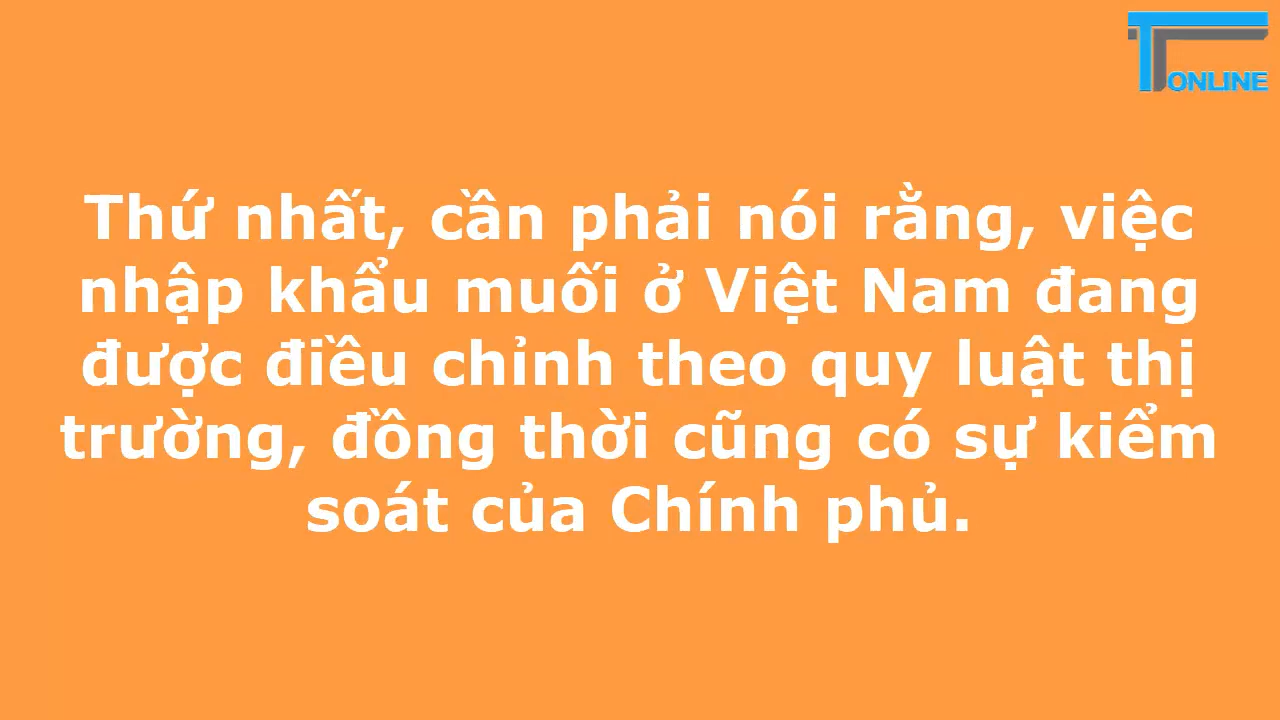 ONLINE
Thứ nhất, cần phải nói rằng, việc
nhập khẩu muối ở Việt Nam đang
được điều chỉnh theo quy luật thị
trường, đồng thời cũng có sự kiểm
soát của Chính phủ.